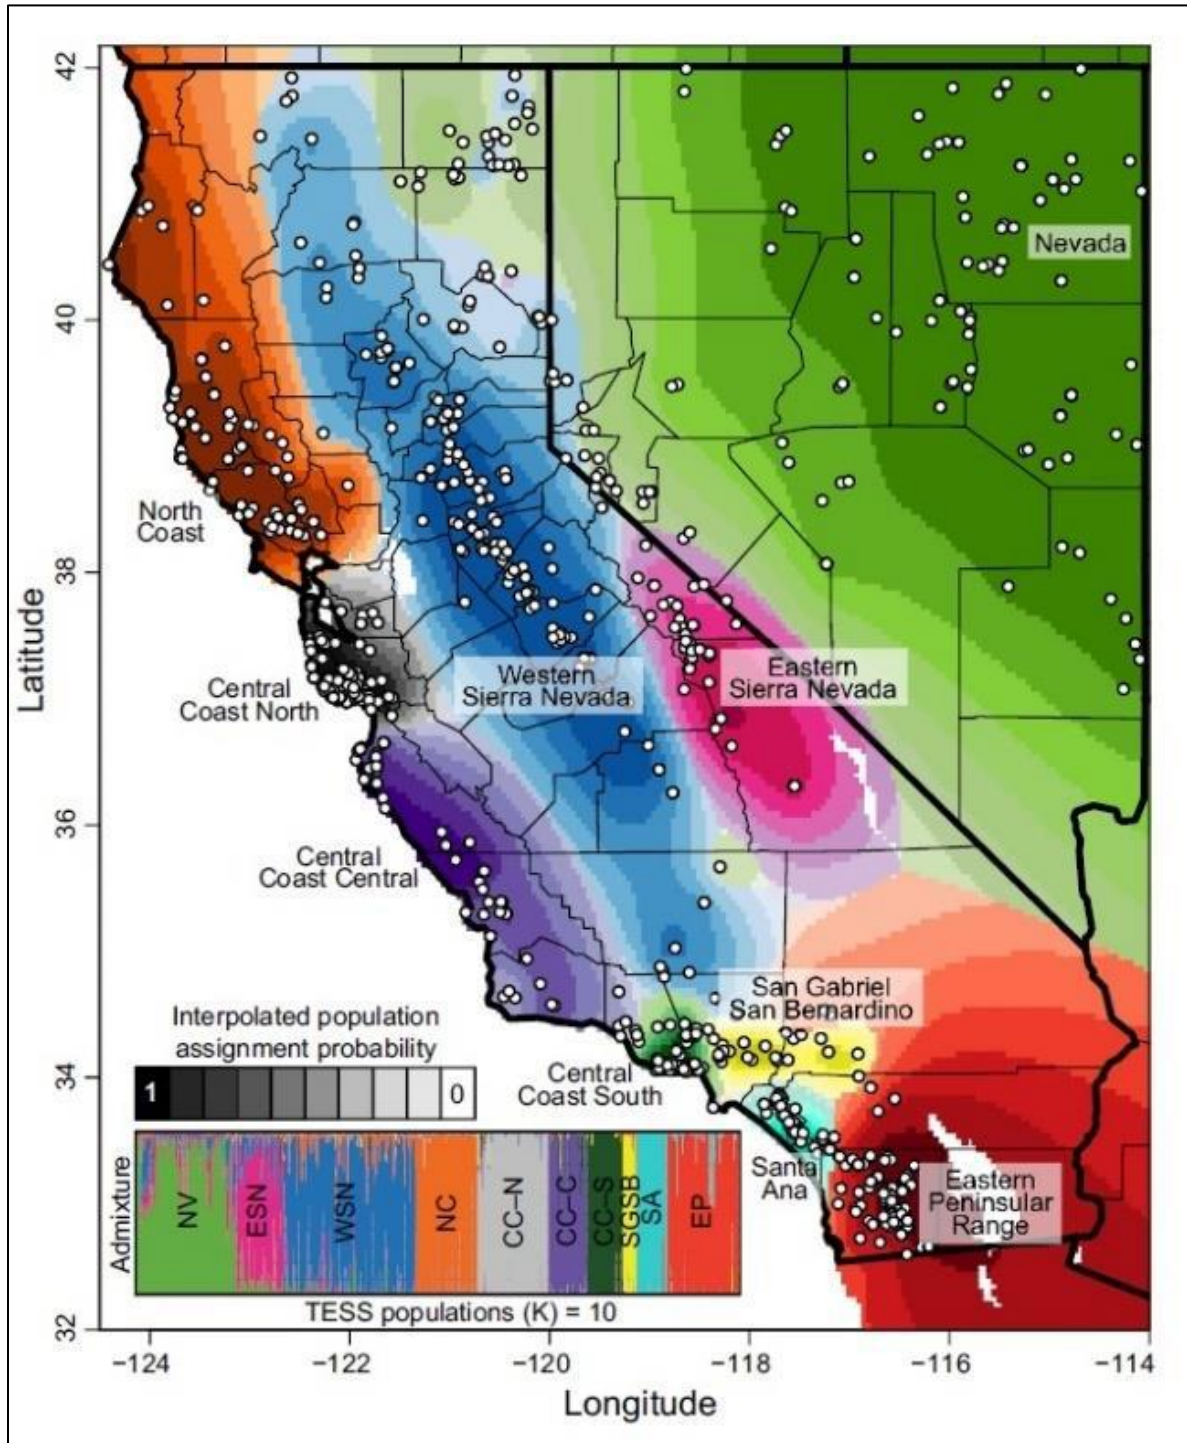 42
40
38
36
34
32
Latitude
Nevada
North
Coast
Central
Coast North
Western
Sierra Nevada
Eastern
Sierra Nevada
Central
Coast Central
San Gabriel
San Bernardino
Central
Coast South
Santa
Ana
Eastern
Peninsular
Range
Interpolated population
assignment probability
1
0
Admixture
NV
ESN
WSN
NC
CC–N
CC–C
CC–S
SGSB
SA
EP
TESS populations (K) = 10
−124
−122
−120
−118
−116
−114
Longitude